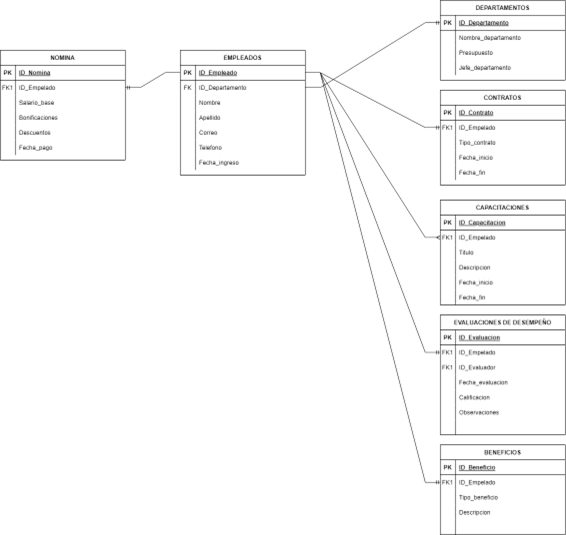 NOMINA
PK ID_Nomina
FK1 ID_Empelado
Salario_base
Bonificaciones
Descuentos
Fecha_pago
EMPLEADOS
PK ID_Empleado
FK ID_Departamento
Nombre
Apellido
Correo
Telefono
Fecha_ingreso
DEPARTAMENTOS
PK ID_Departamento
Nombre_departamento
Presupuesto
Jefe_departamento
CONTRATOS
PK ID_Contrato
FK1 ID_Empelado
Tipo_contrato
Fecha_inicio
Fecha_fin
CAPACITACIONES
PK ID_Capacitacion
FK1 ID_Empelado
Titulo
Descripcion
Fecha_inicio
Fecha_fin
EVALUACIONES DE DESEMPEÑO
PK ID_Evaluacion
FK1 ID_Empelado
FK1 ID_Evaluador
Fecha_evaluacion
Calificacion
Observaciones
BENEFICIOS
PK ID_Beneficio
FK1 ID_Empelado
Tipo_beneficio
Descripcion